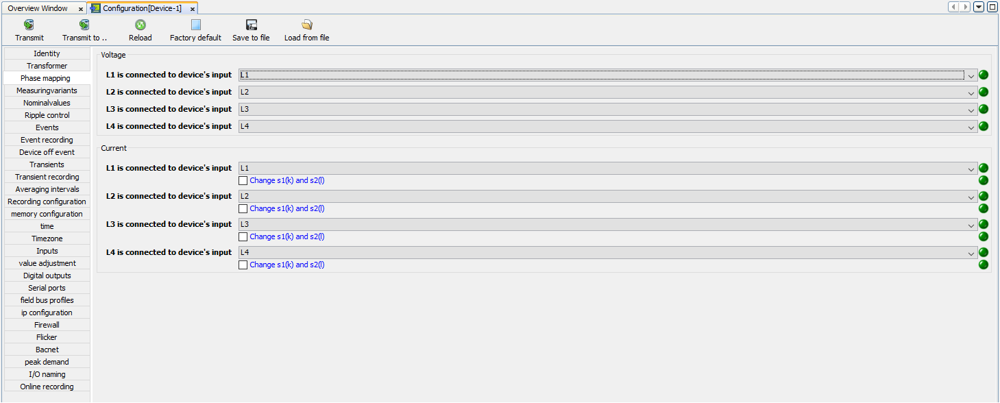 Overview Window x Configuration[Device-1] x
Transmit Transmit to .. Reload Factory default Save to file Load from file
Identity
Transformer
Phase mapping
Measuringvariants
Nominalvalues
Ripple control
Events
Event recording
Device off event
Transients
Transient recording
Averaging intervals
Recording configuration
memory configuration
time
Timezone
Inputs
value adjustment
Digital outputs
Serial ports
field bus profiles
ip configuration
Firewall
Flicker
Bacnet
peak demand
I/O naming
Online recording
Voltage
L1 is connected to device's input L1
L2 is connected to device's input L2
L3 is connected to device's input L3
L4 is connected to device's input L4
Current
L1 is connected to device's input L1
Change s1(k) and s2(l)
L2 is connected to device's input L2
Change s1(k) and s2(l)
L3 is connected to device's input L3
Change s1(k) and s2(l)
L4 is connected to device's input L4
Change s1(k) and s2(l)